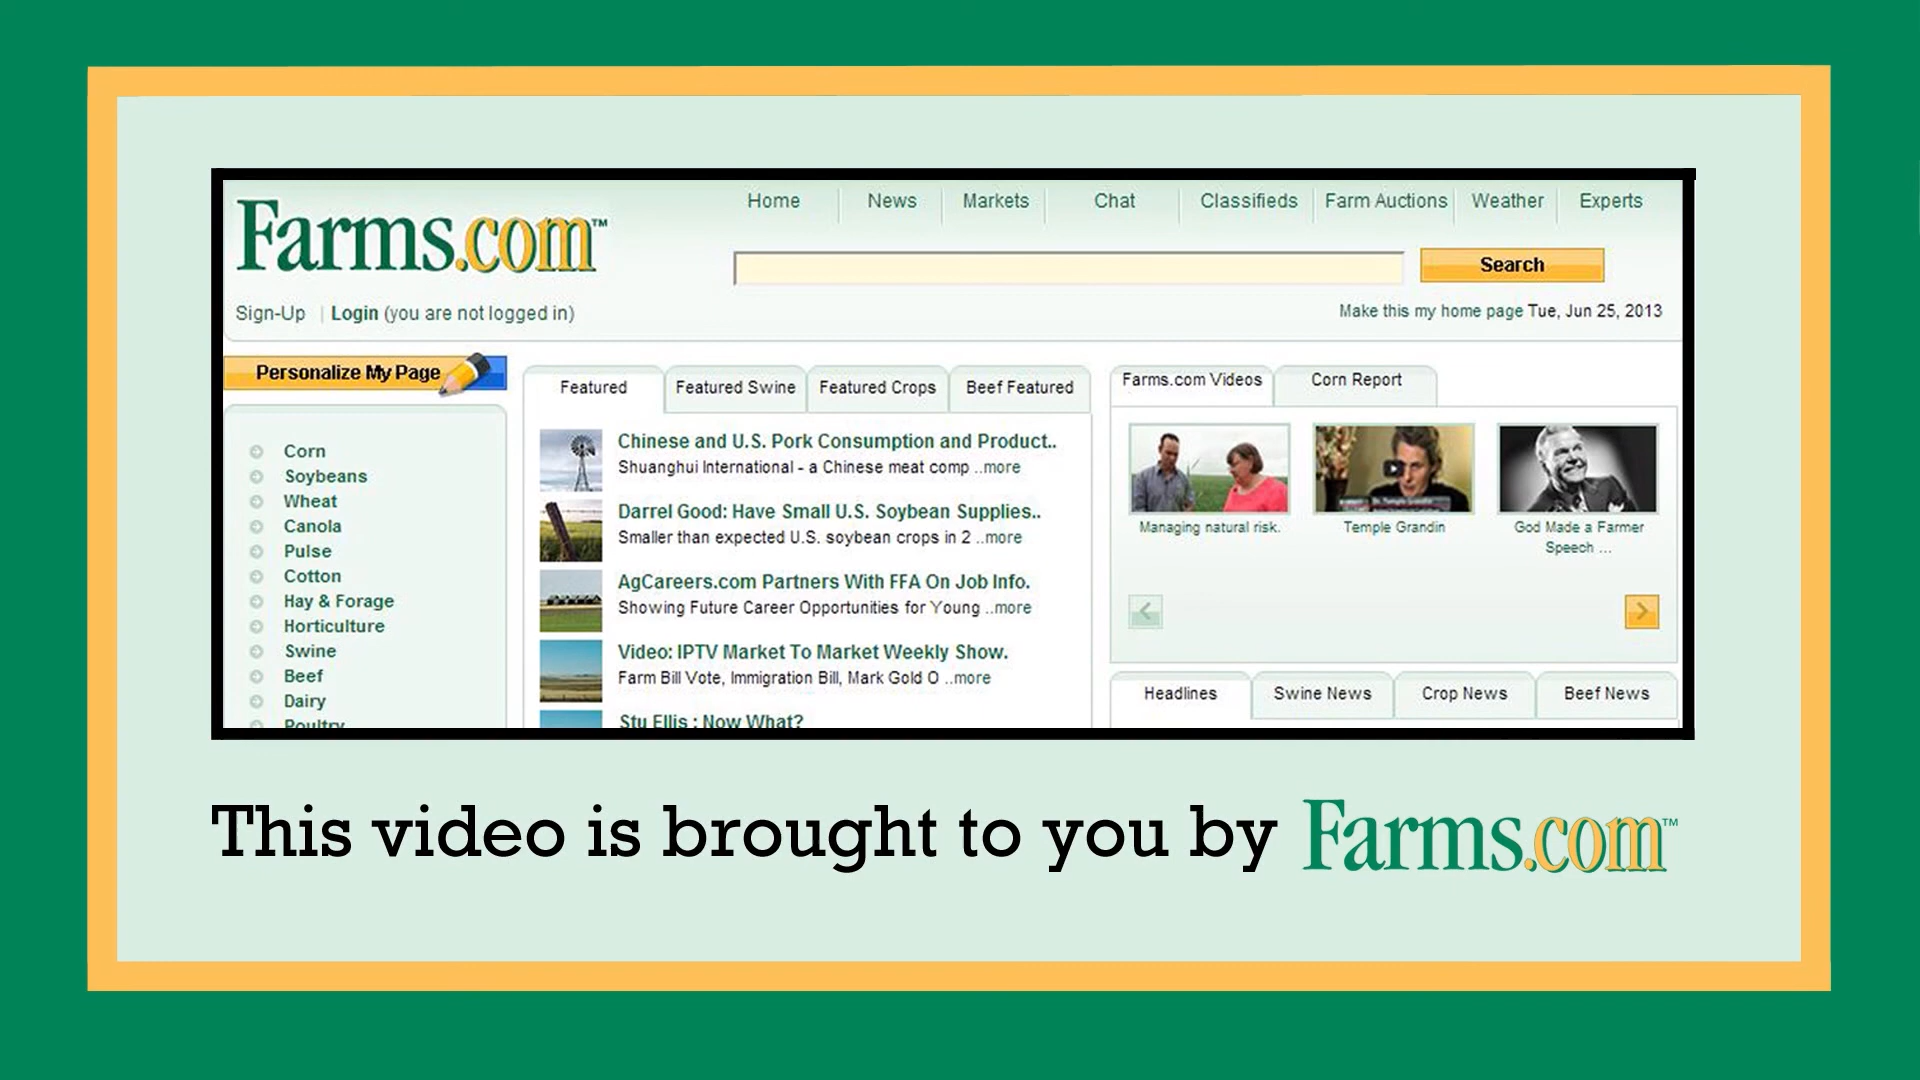 Farms.com™
Home News Markets Chat Classifieds Farm Auctions Weather Experts
Search
Sign-Up | Login (you are not logged in)
Make this my home page Tue, Jun 25, 2013
Personalize My Page
Corn
Soybeans
Wheat
Canola
Pulse
Cotton
Hay & Forage
Horticulture
Swine
Beef
Dairy
Poultry
Featured Featured Swine Featured Crops Beef Featured
Chinese and U.S. Pork Consumption and Product..
Shuanghui International - a Chinese meat comp ..more
Darrel Good: Have Small U.S. Soybean Supplies..
Smaller than expected U.S. soybean crops in 2 ..more
AgCareers.com Partners With FFA On Job Info.
Showing Future Career Opportunities for Young ..more
Video: IPTV Market To Market Weekly Show.
Farm Bill Vote, Immigration Bill, Mark Gold O ..more
Stu Ellis : Now What?
Farms.com Videos Corn Report
Managing natural risk.
Temple Grandin
God Made a Farmer
Speech ...
Headlines Swine News Crop News Beef News
This video is brought to you by Farms.com™